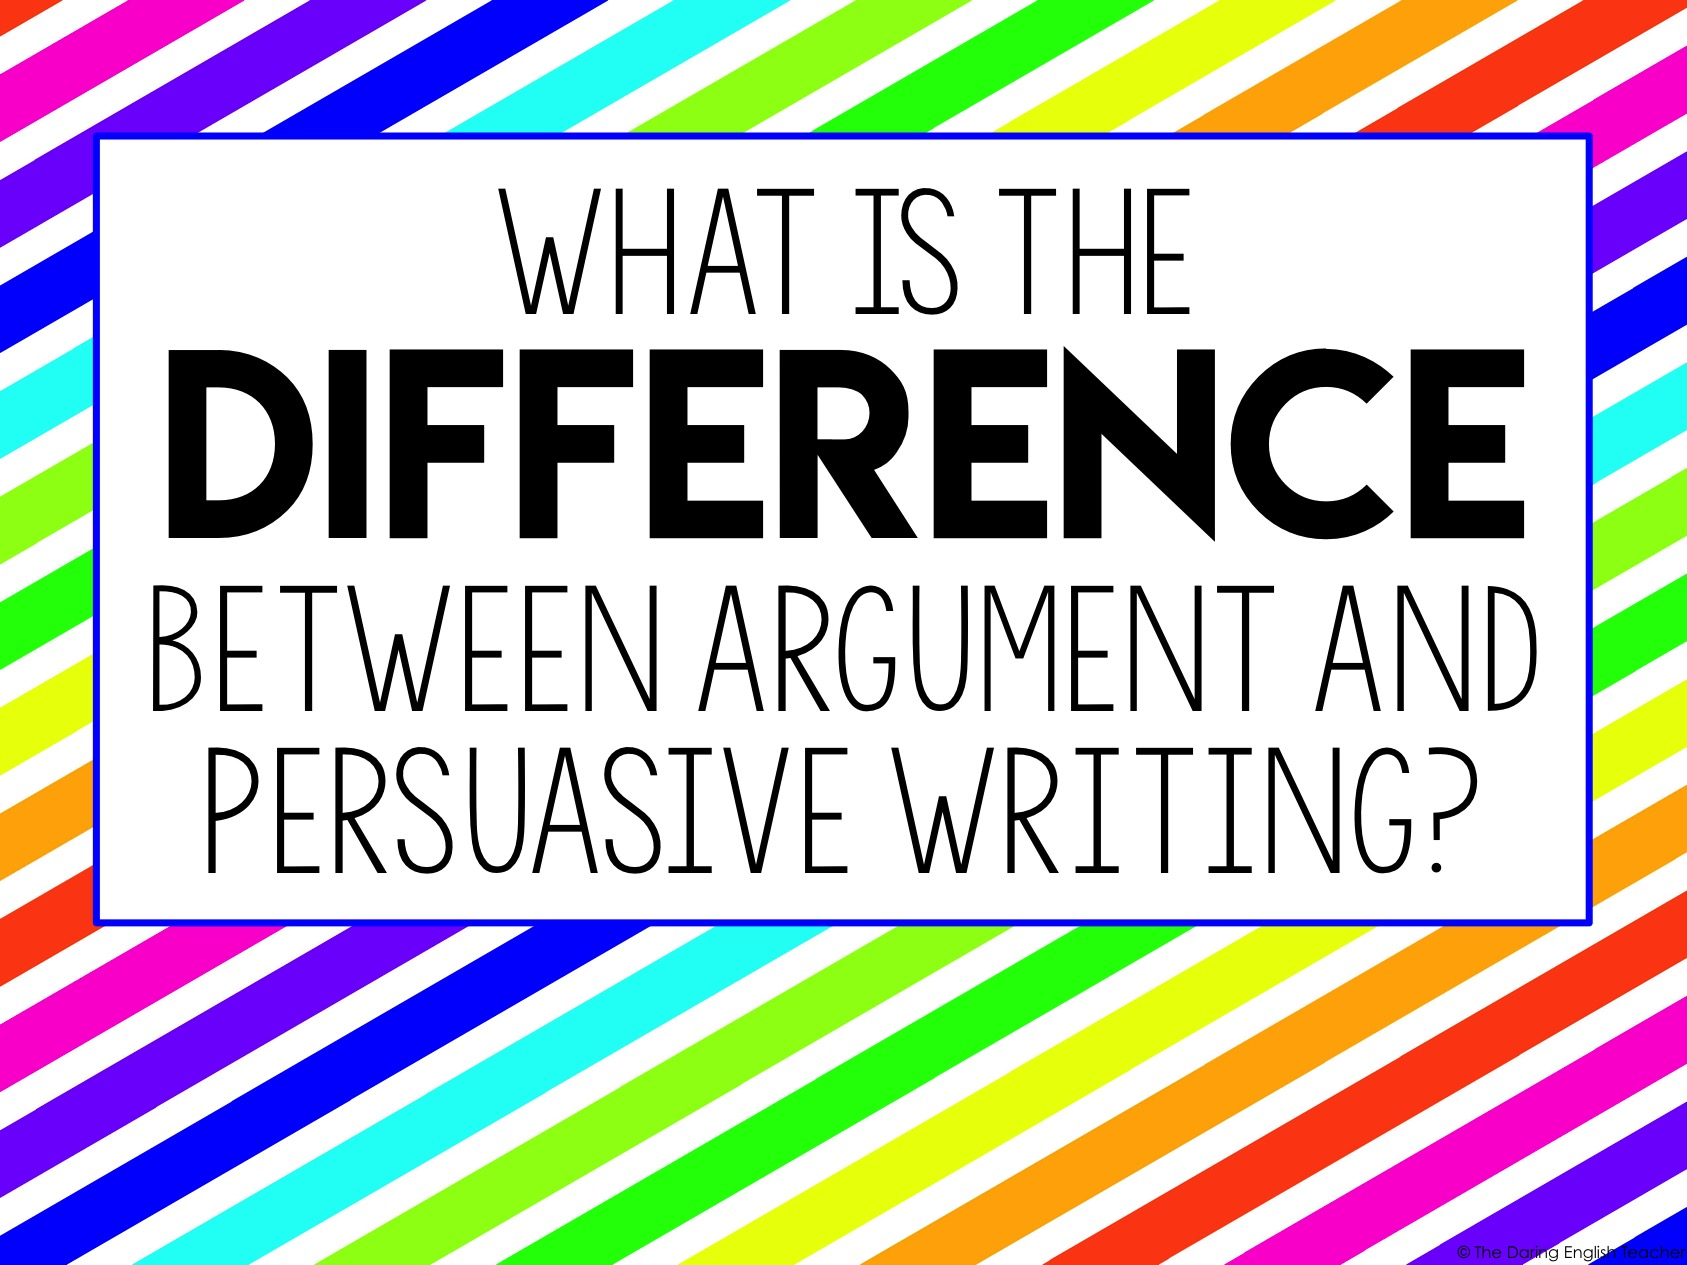 WHAT IS THE
DIFFERENCE
BETWEEN ARGUMENT AND
PERSUASIVE WRITING?
© The Daring English Teacher